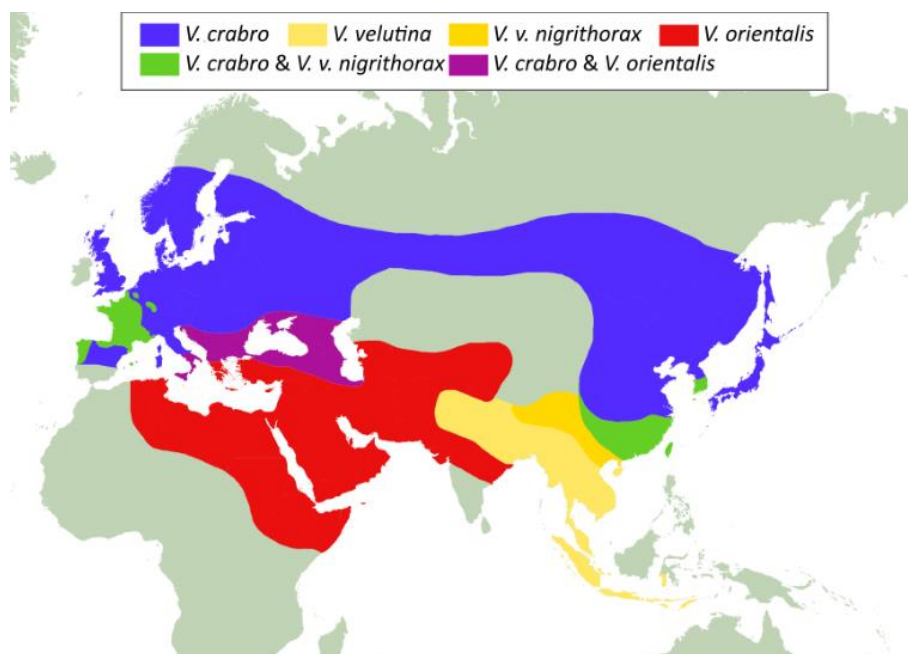 V. crabro V. velutina V. v. nigrithorax V. orientalis
V. crabro & V. v. nigrithorax V. crabro & V. orientalis